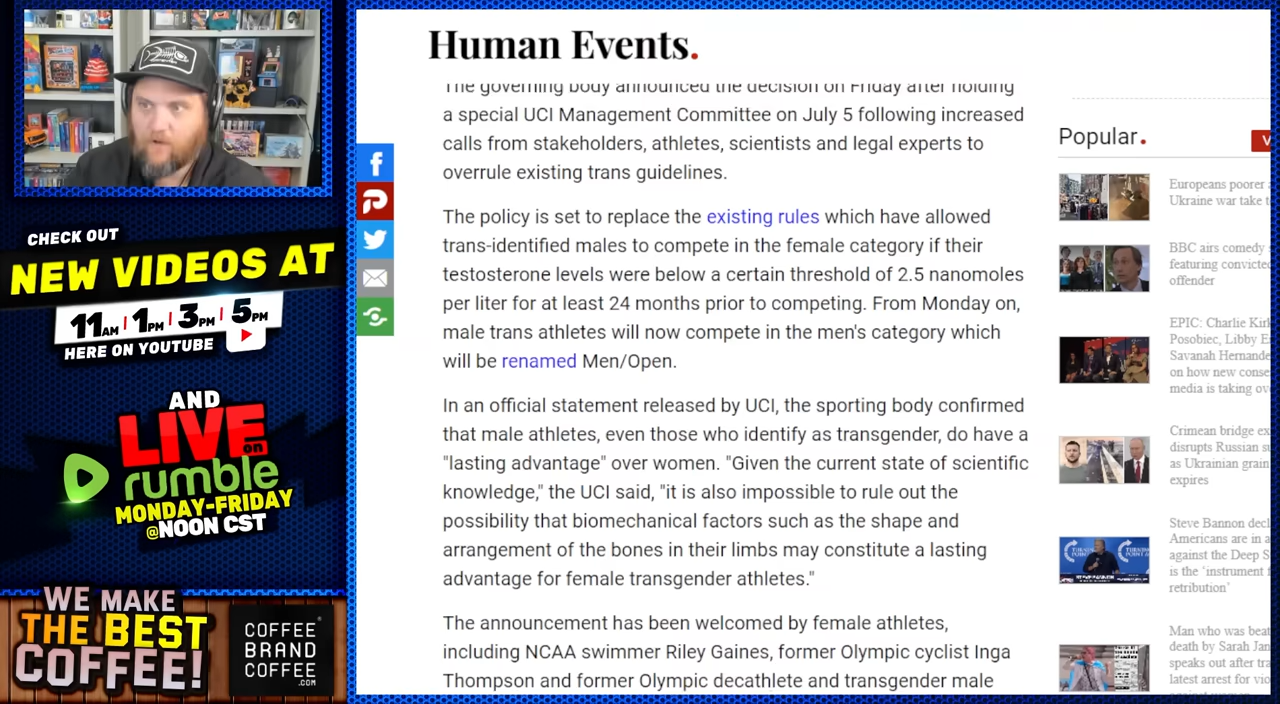 Human Events.
The governing body announced the decision on Friday after holding
a special UCI Management Committee on July 5 following increased
calls from stakeholders, athletes, scientists and legal experts to
overrule existing trans guidelines.
The policy is set to replace the existing rules which have allowed
trans-identified males to compete in the female category if their
testosterone levels were below a certain threshold of 2.5 nanomoles
per liter for at least 24 months prior to competing. From Monday on,
male trans athletes will now compete in the men's category which
will be renamed Men/Open.
In an official statement released by UCI, the sporting body confirmed
that male athletes, even those who identify as transgender, do have a
"lasting advantage" over women. "Given the current state of scientific
knowledge," the UCI said, "it is also impossible to rule out the
possibility that biomechanical factors such as the shape and
arrangement of the bones in their limbs may constitute a lasting
advantage for female transgender athletes."
The announcement has been welcomed by female athletes,
including NCAA swimmer Riley Gaines, former Olympic cyclist Inga
Thompson and former Olympic decathlete and transgender male
Popular.
V
Europeans poorer a
Ukraine war take t
BBC airs comedy s
featuring convicted
offender
EPIC: Charlie Kirk
Posobiec, Libby E
Savanah Hernande
on how new conse
media is taking ov
Crimean bridge ex
disrupts Russian su
as Ukrainian grain
expires
Steve Bannon decl
Americans are in a
against the Deep S
is the 'instrument f
retribution'
Man who was beat
death by Sarah Jan
speaks out after tra
latest arrest for vio
CHECK OUT
NEW VIDEOS AT
11AM | 1PM | 3PM | 5PM
HERE ON YOUTUBE
AND
LIVE on
rumble
MONDAY-FRIDAY
@NOON CST
WE MAKE
THE BEST
COFFEE!
COFFEE
BRAND
COFFEE
.COM